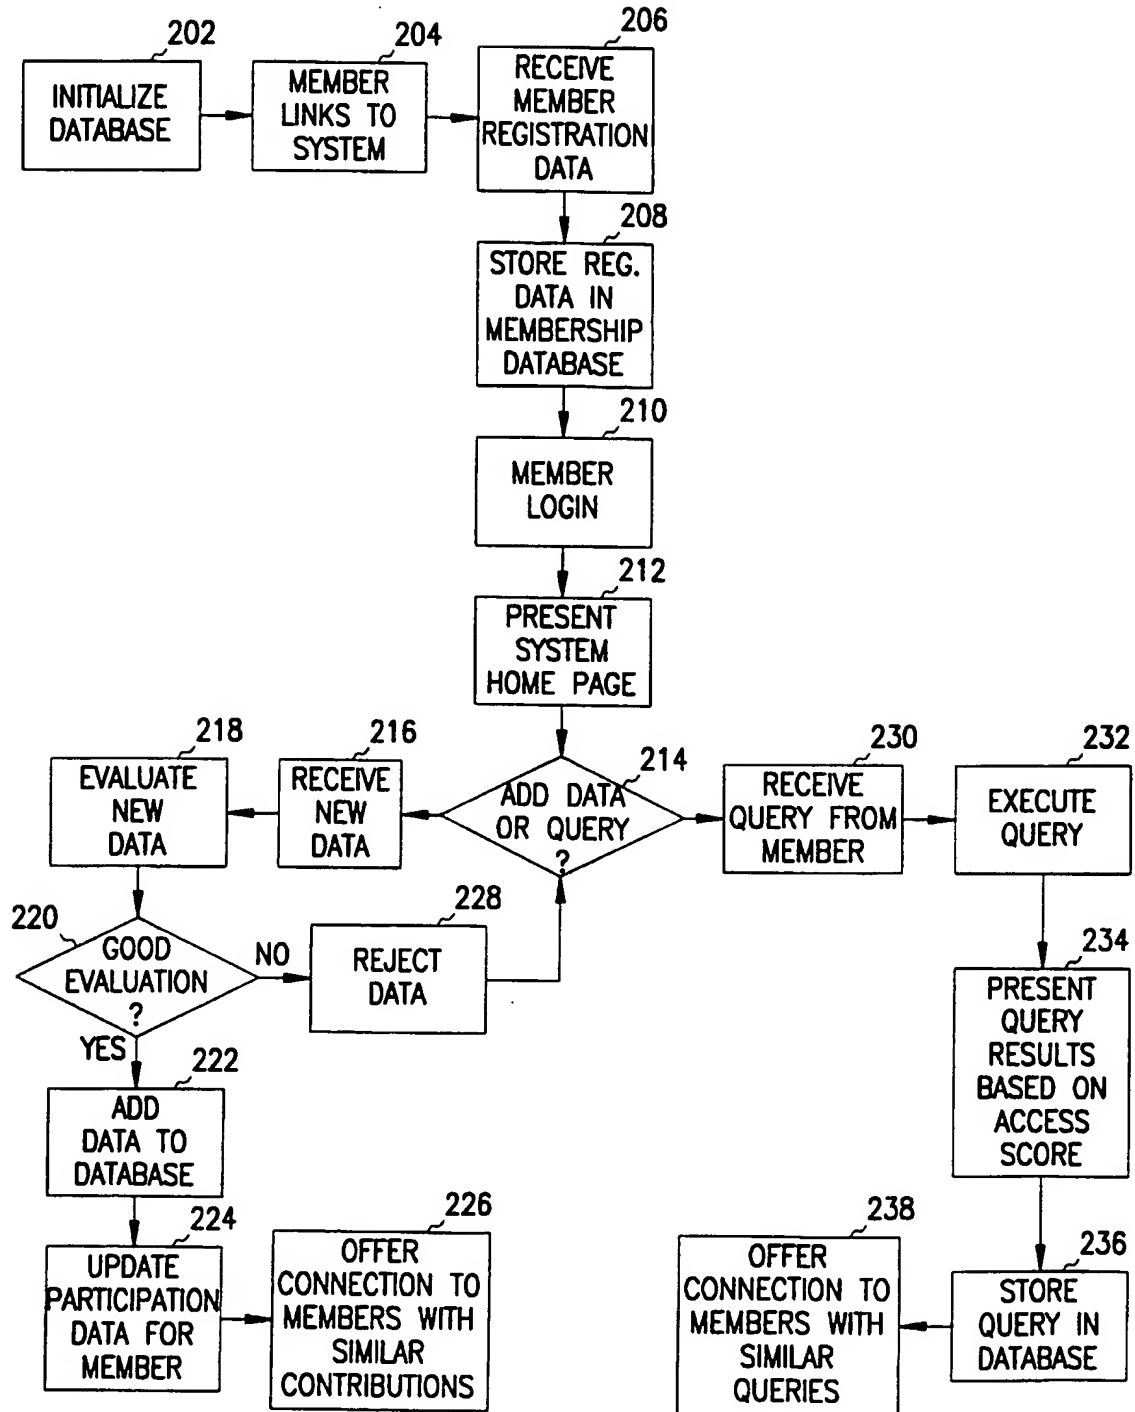 202
INITIALIZE
DATABASE
204
MEMBER
LINKS TO
SYSTEM
206
RECEIVE
MEMBER
REGISTRATION
DATA
208
STORE REG.
DATA IN
MEMBERSHIP
DATABASE
210
MEMBER
LOGIN
212
PRESENT
SYSTEM
HOME PAGE
214
ADD DATA
OR QUERY
?
216
RECEIVE
NEW
DATA
218
EVALUATE
NEW
DATA
220
GOOD
EVALUATION
?
NO
YES
228
REJECT
DATA
222
ADD
DATA TO
DATABASE
224
UPDATE
PARTICIPATION
DATA FOR
MEMBER
226
OFFER
CONNECTION TO
MEMBERS WITH
SIMILAR
CONTRIBUTIONS
230
RECEIVE
QUERY FROM
MEMBER
232
EXECUTE
QUERY
234
PRESENT
QUERY
RESULTS
BASED ON
ACCESS
SCORE
236
STORE
QUERY IN
DATABASE
238
OFFER
CONNECTION TO
MEMBERS WITH
SIMILAR
QUERIES